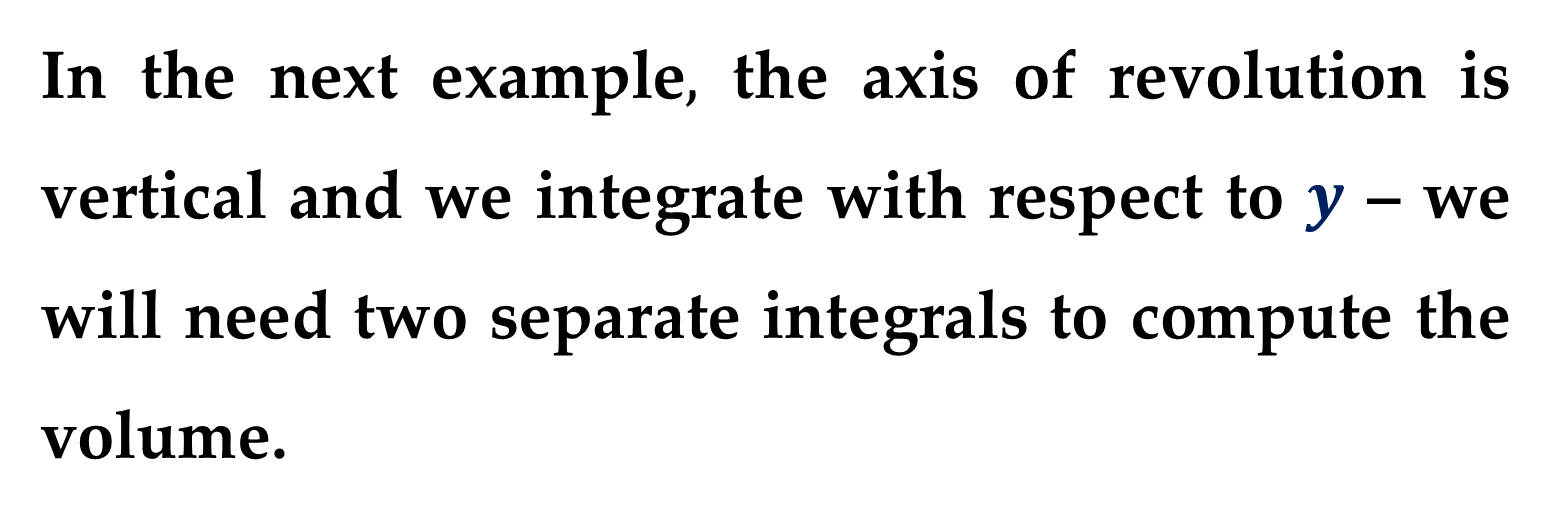 In the next example, the axis of revolution is
vertical and we integrate with respect to y – we
will need two separate integrals to compute the
volume.